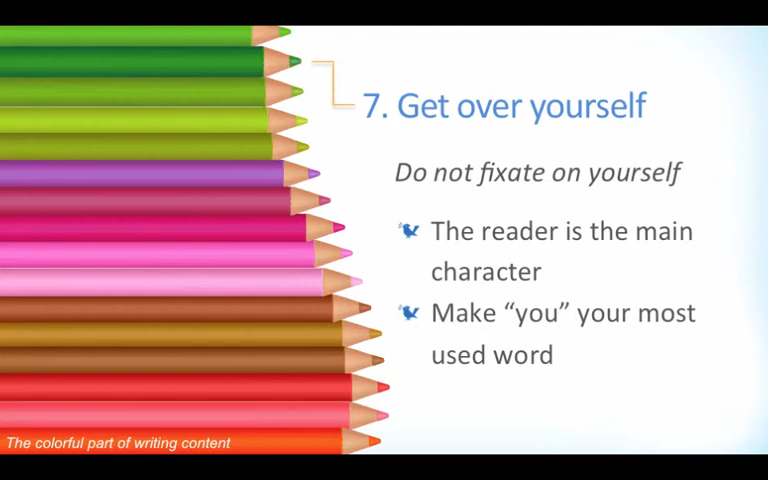 7. Get over yourself
Do not fixate on yourself
The reader is the main
character
Make “you” your most
used word
The colorful part of writing content